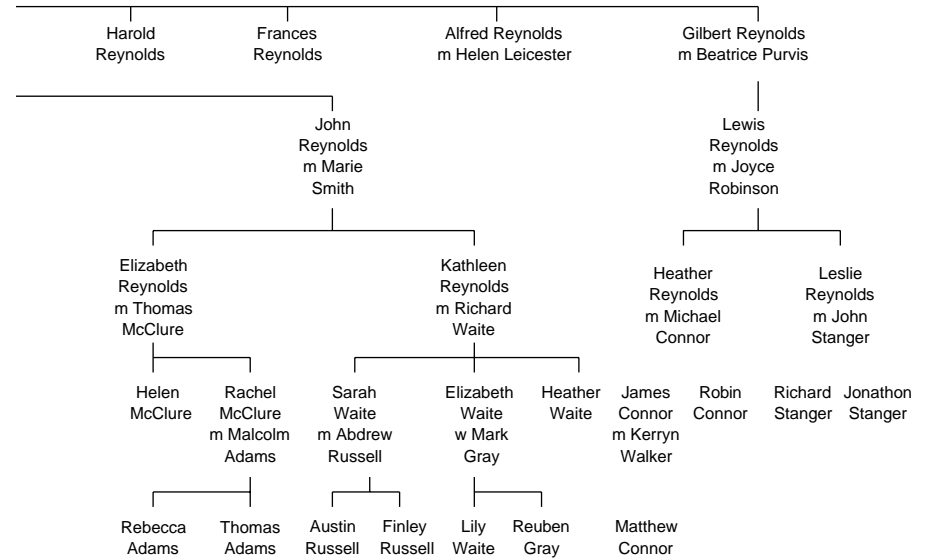 Harold
Reynolds
Frances
Reynolds
Alfred Reynolds
m Helen Leicester
Gilbert Reynolds
m Beatrice Purvis
John
Reynolds
m Marie
Smith
Lewis
Reynolds
m Joyce
Robinson
Elizabeth
Reynolds
m Thomas
McClure
Kathleen
Reynolds
m Richard
Waite
Heather
Reynolds
m Michael
Connor
Leslie
Reynolds
m John
Stanger
Helen
McClure
Rachel
McClure
m Malcolm
Adams
Sarah
Waite
m Abdrew
Russell
Elizabeth
Waite
w Mark
Gray
Heather
Waite
James
Connor
m Kerryn
Walker
Robin
Connor
Richard
Stanger
Jonathon
Stanger
Rebecca
Adams
Thomas
Adams
Austin
Russell
Finley
Russell
Lily
Waite
Reuben
Gray
Matthew
Connor